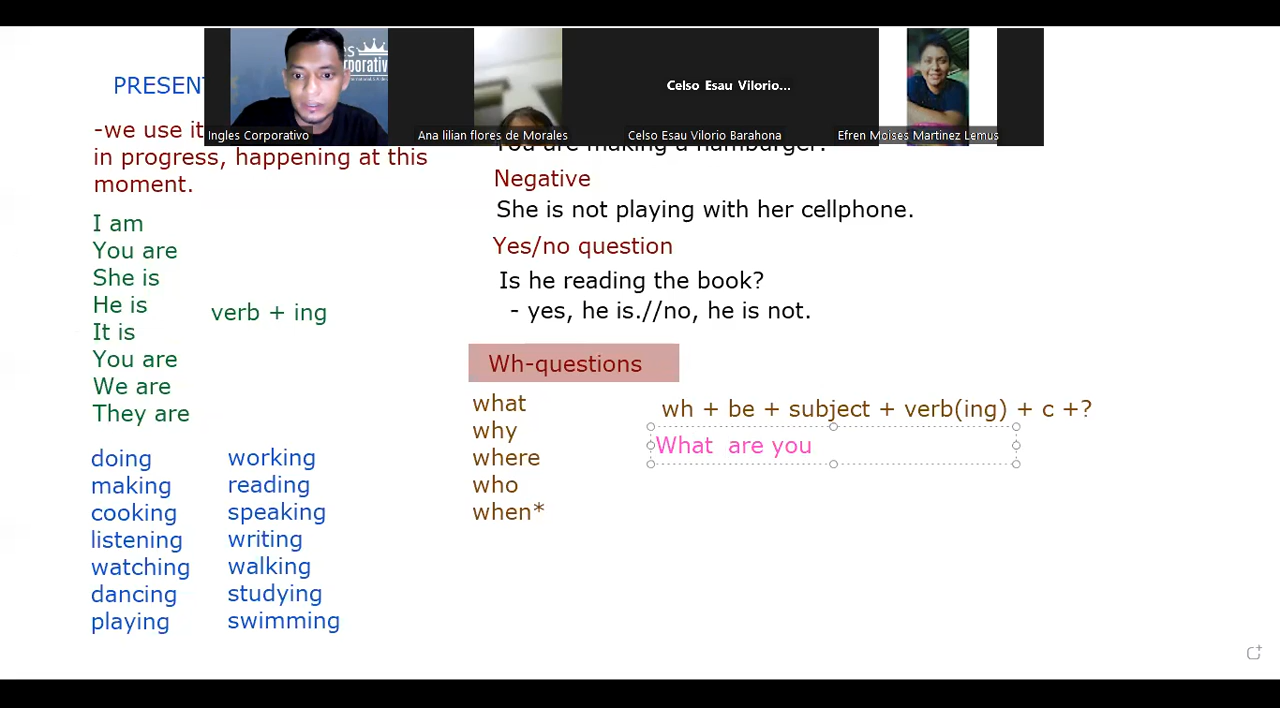 PRESENT
-we use it
in progress, happening at this
moment.
I am
You are
She is
He is
It is
You are
We are
They are
verb + ing
doing
making
cooking
listening
watching
dancing
playing
working
reading
speaking
writing
walking
studying
swimming
Ingles Corporativo
Ana lilian flores de Morales
Celso Esau Vilorio...
Celso Esau Vilorio Barahona
Efren Moises Martinez Lemus
You are making a hamburger.
Negative
She is not playing with her cellphone.
Yes/no question
Is he reading the book?
- yes, he is.//no, he is not.
Wh-questions
what
why
where
who
when*
wh + be + subject + verb(ing) + c +?
What  are you